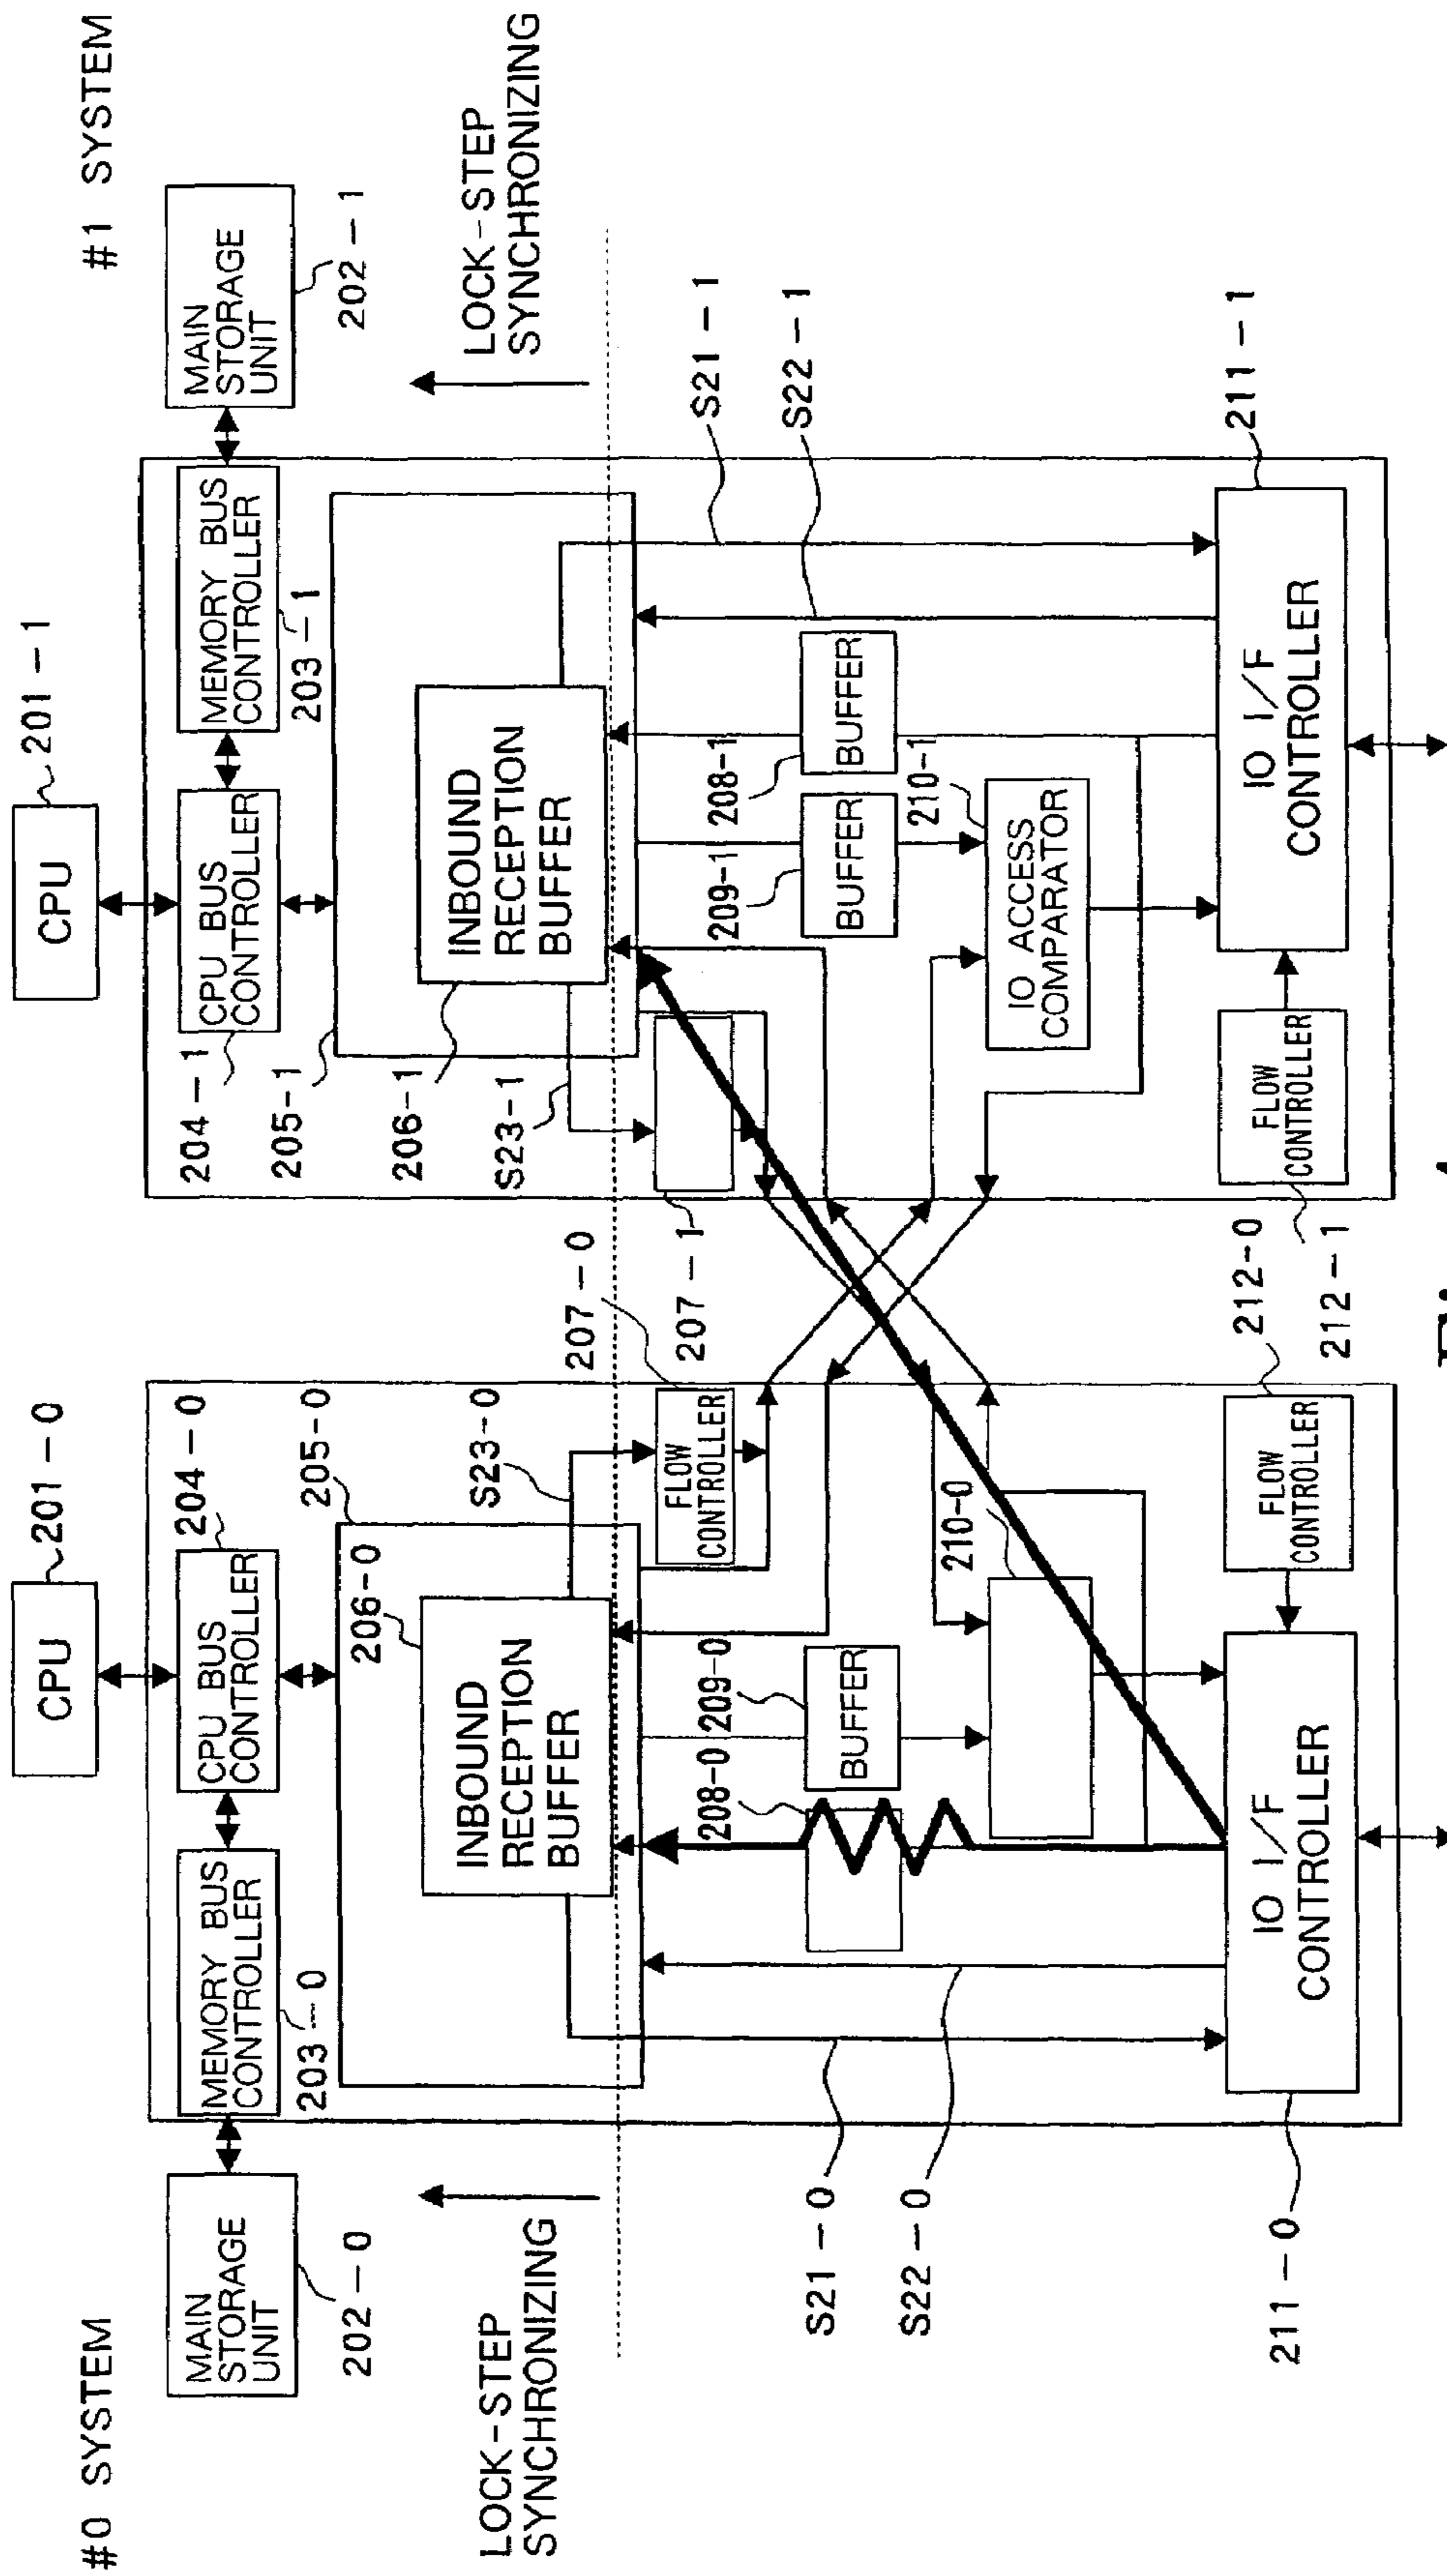 #0 SYSTEM
#1 SYSTEM
CPU
201-0
CPU
201-1
MAIN
STORAGE
UNIT
202-0
MEMORY BUS
CONTROLLER
203-0
CPU BUS
CONTROLLER
204-0
CPU BUS
CONTROLLER
204-1
MEMORY BUS
CONTROLLER
203-1
MAIN
STORAGE
UNIT
202-1
205-0
206-0
INBOUND
RECEPTION
BUFFER
S23-0
205-1
206-1
INBOUND
RECEPTION
BUFFER
S23-1
LOCK-STEP
SYNCHRONIZING
LOCK-STEP
SYNCHRONIZING
207-0
FLOW
CONTROLLER
207-1
208-0
209-0
BUFFER
210-0
209-1
BUFFER
208-1
BUFFER
210-1
IO ACCESS
COMPARATOR
S21-0
S22-0
S21-1
S22-1
211-0
IO I/F
CONTROLLER
FLOW
CONTROLLER
212-0
212-1
FLOW
CONTROLLER
IO I/F
CONTROLLER
211-1